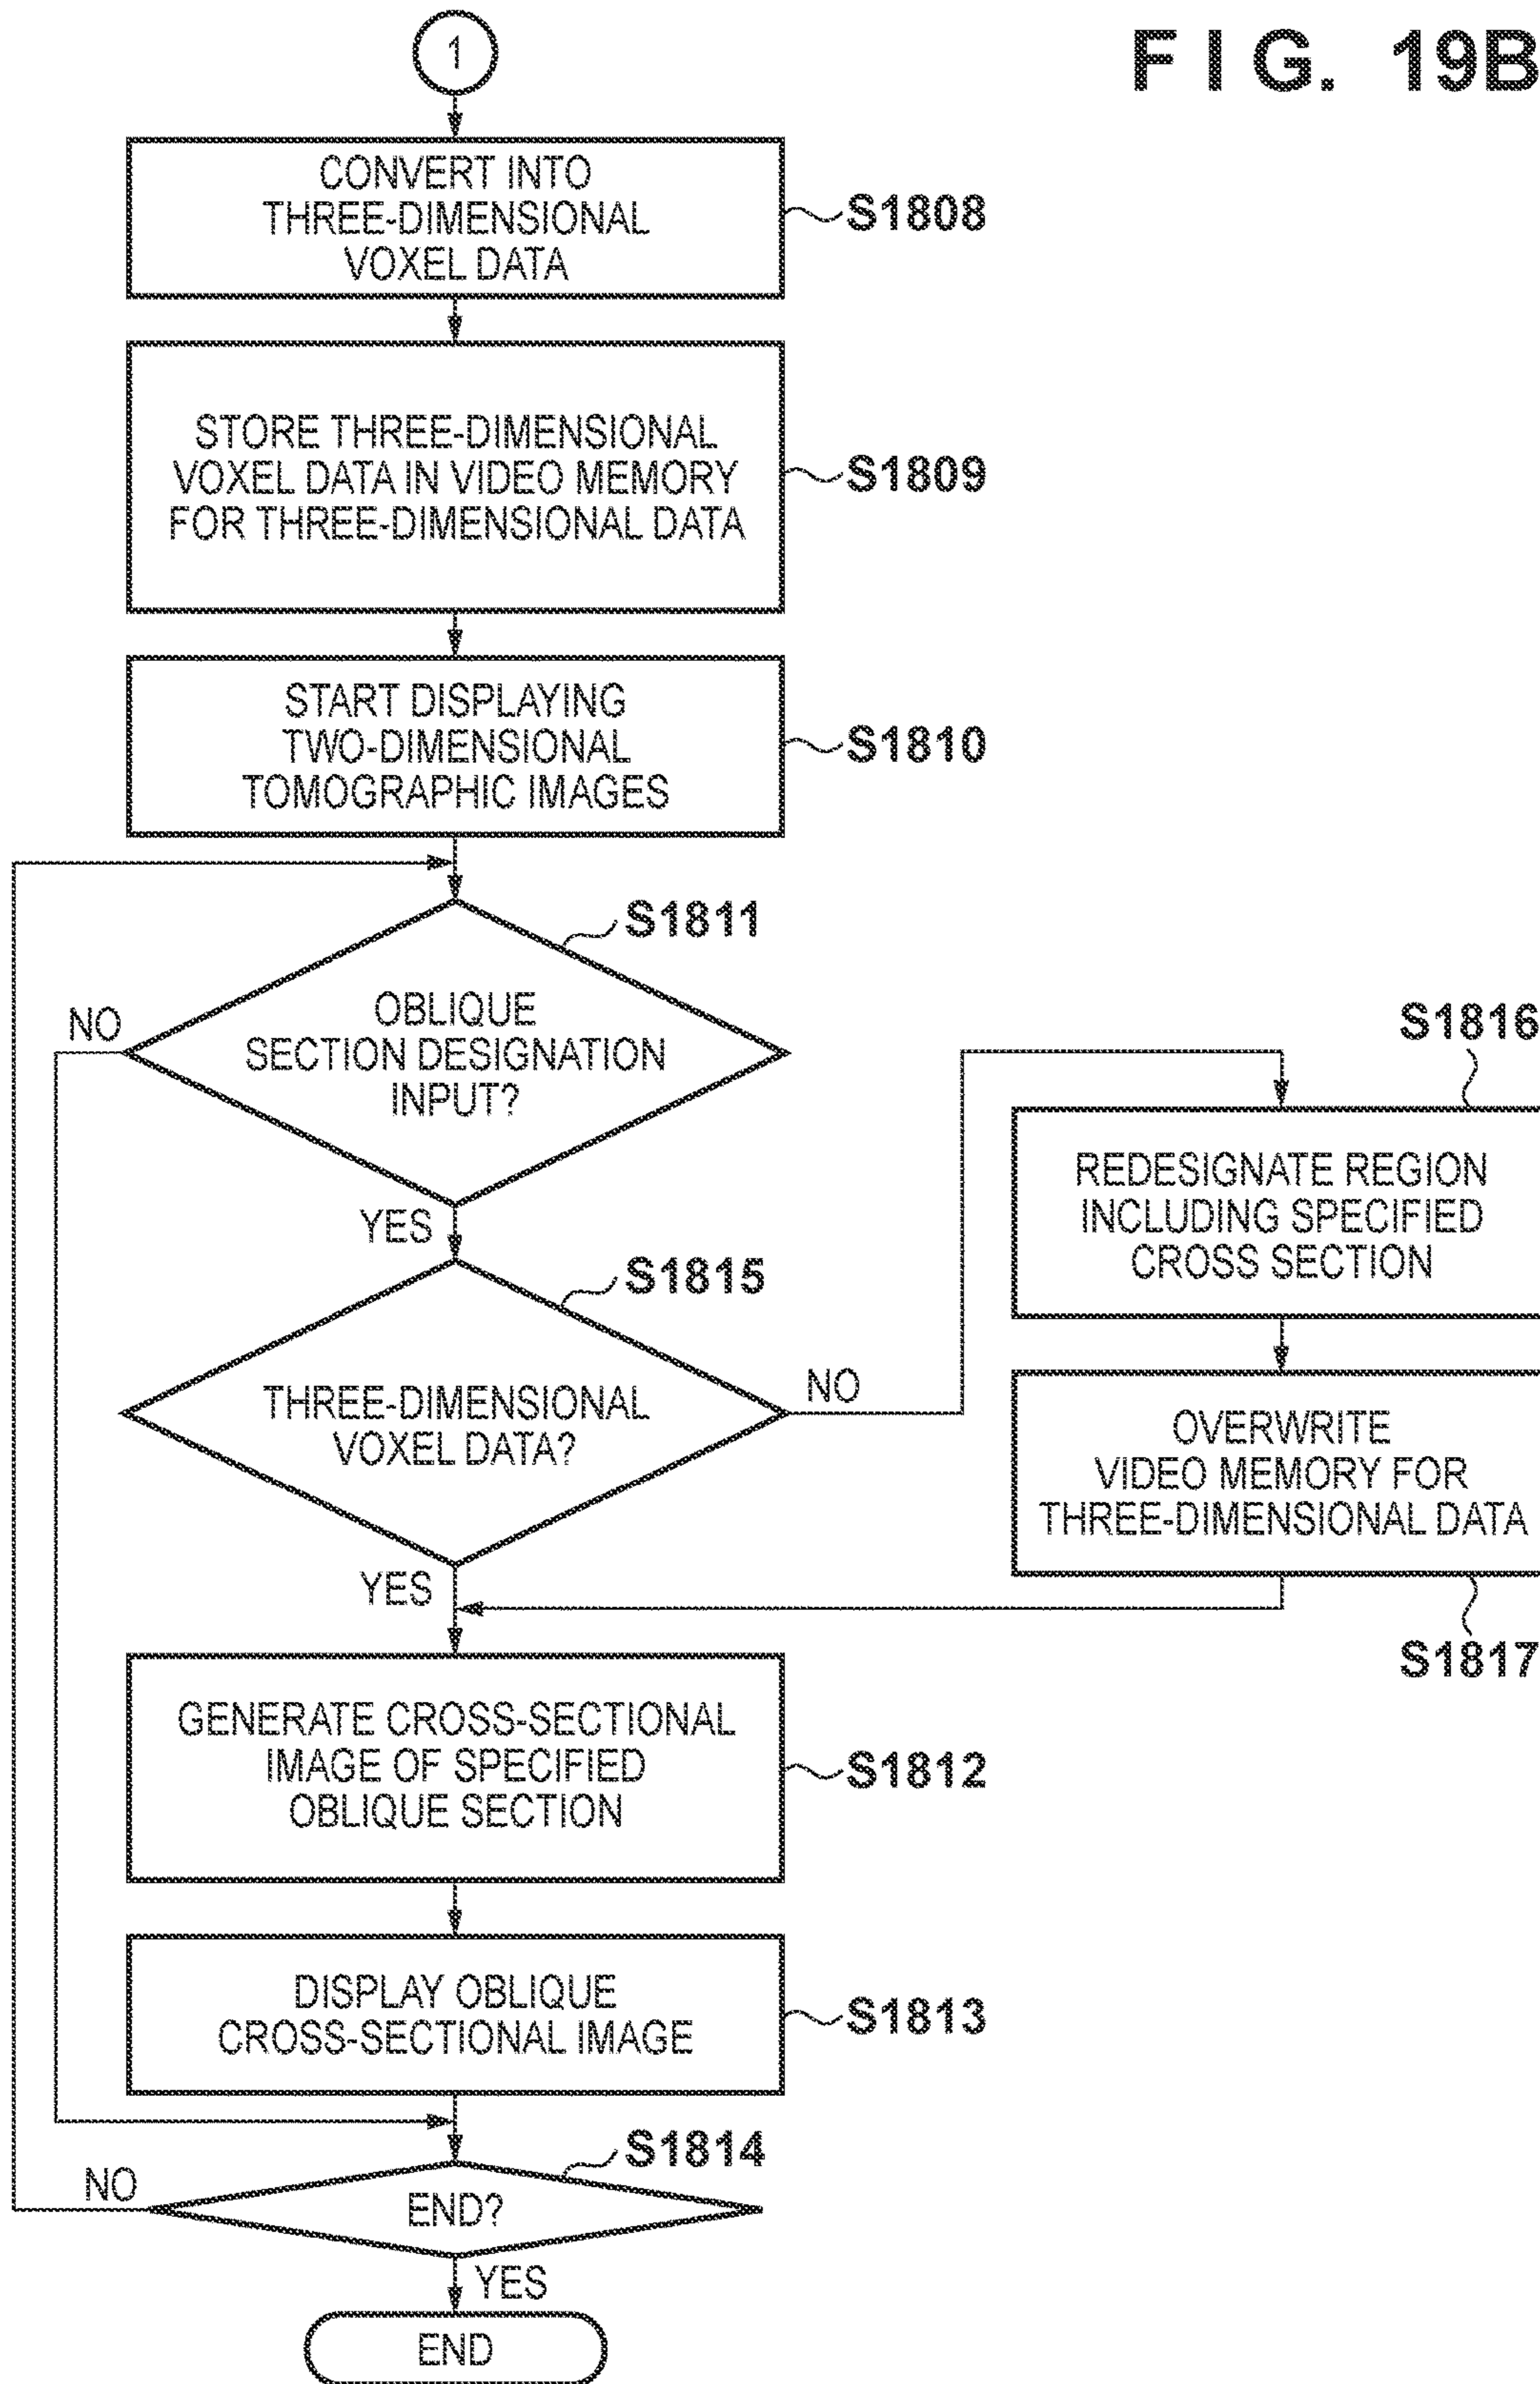 F I G. 19B
1
CONVERT INTO
THREE-DIMENSIONAL
VOXEL DATA
S1808
STORE THREE-DIMENSIONAL
VOXEL DATA IN VIDEO MEMORY
FOR THREE-DIMENSIONAL DATA
S1809
START DISPLAYING
TWO-DIMENSIONAL
TOMOGRAPHIC IMAGES
S1810
S1811
OBLIQUE
SECTION DESIGNATION
INPUT?
NO
YES
S1815
THREE-DIMENSIONAL
VOXEL DATA?
NO
YES
S1816
REDESIGNATE REGION
INCLUDING SPECIFIED
CROSS SECTION
OVERWRITE
VIDEO MEMORY FOR
THREE-DIMENSIONAL DATA
S1817
GENERATE CROSS-SECTIONAL
IMAGE OF SPECIFIED
OBLIQUE SECTION
S1812
DISPLAY OBLIQUE
CROSS-SECTIONAL IMAGE
S1813
S1814
NO
END?
YES
END